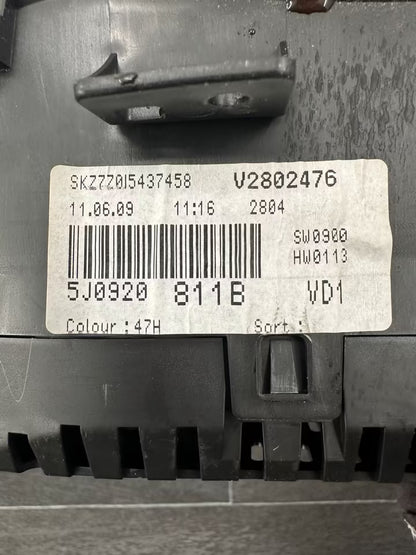 SKZ7Z0J5437458 V2802476
11.06.09 11:16 2804
SW0900
HW0113
5J0920 811B VD1
Colour : 47H Sort :